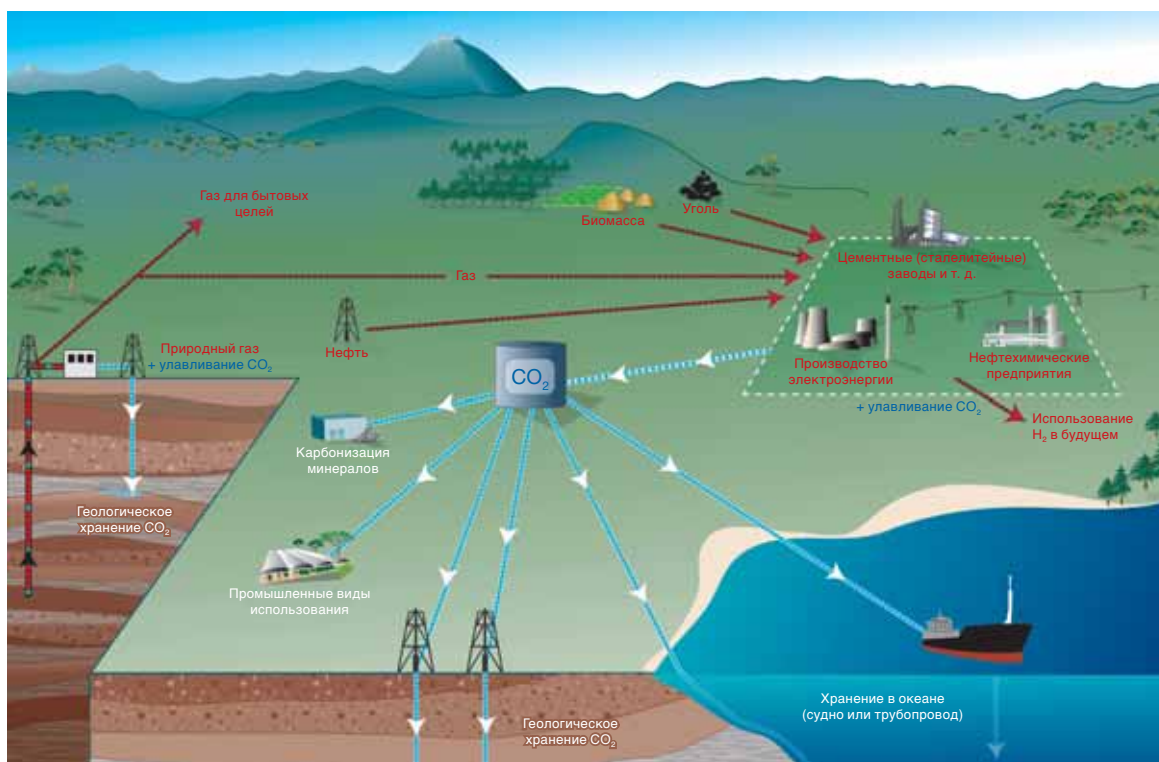 Газ для бытовых
целей
Биомасса
Уголь
Цементные (сталелитейные)
заводы и т. д.
Газ
Нефть
Природный газ
+ улавливание CO₂
Производство
электроэнергии
Нефтехимические
предприятия
CO₂
+ улавливание CO₂
Использование
H₂ в будущем
Карбонизация
минералов
Геологическое
хранение CO₂
Промышленные виды
использования
Хранение в океане
(судно или трубопровод)
Геологическое
хранение CO₂